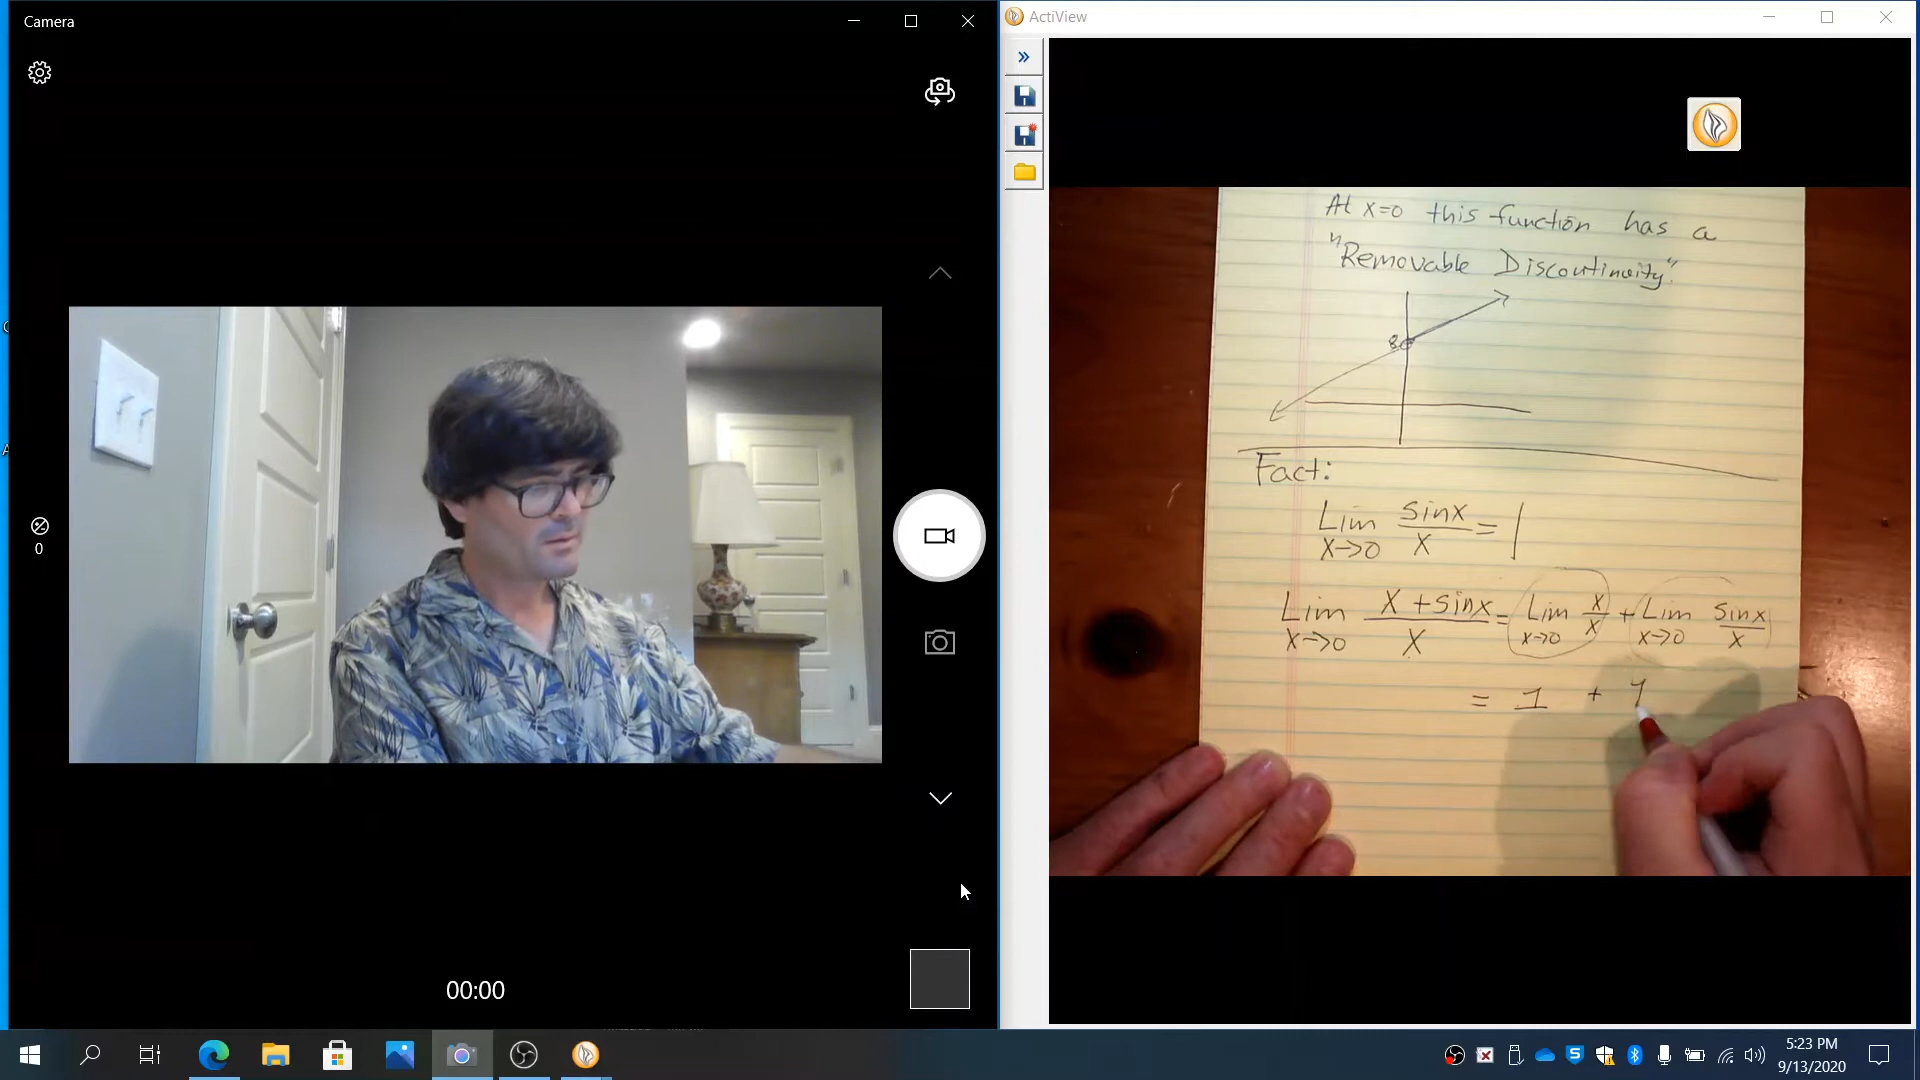 Camera
ActiView
0
00:00
At x=0 this function has a
"Removable Discontinuity".
8
Fact:
Lim sinx/x = 1
x→0
Lim x+sinx/x = Lim x/x + Lim sinx/x
x→0 x→0 x→0
= 1 + 1
5:23 PM
9/13/2020